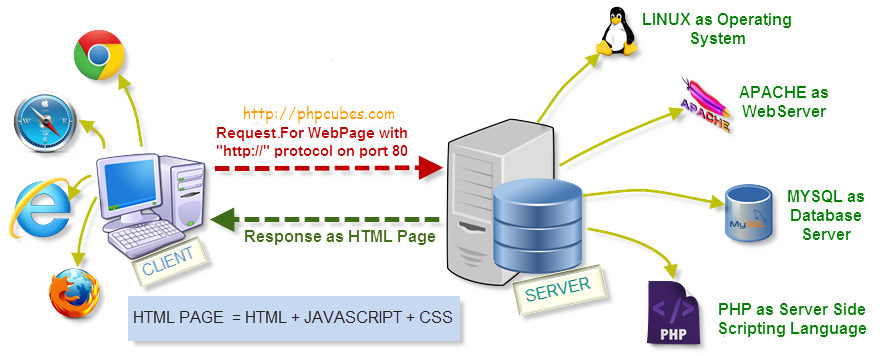 LINUX as Operating
System
APACHE as
WebServer
APACHE
http://phpcubes.com
Request For WebPage with
"http://" protocol on port 80
MYSQL as
Database
Server
MySQL
Response as HTML Page
CLIENT
SERVER
HTML PAGE = HTML + JAVASCRIPT + CSS
</>
PHP
PHP as Server Side
Scripting Language